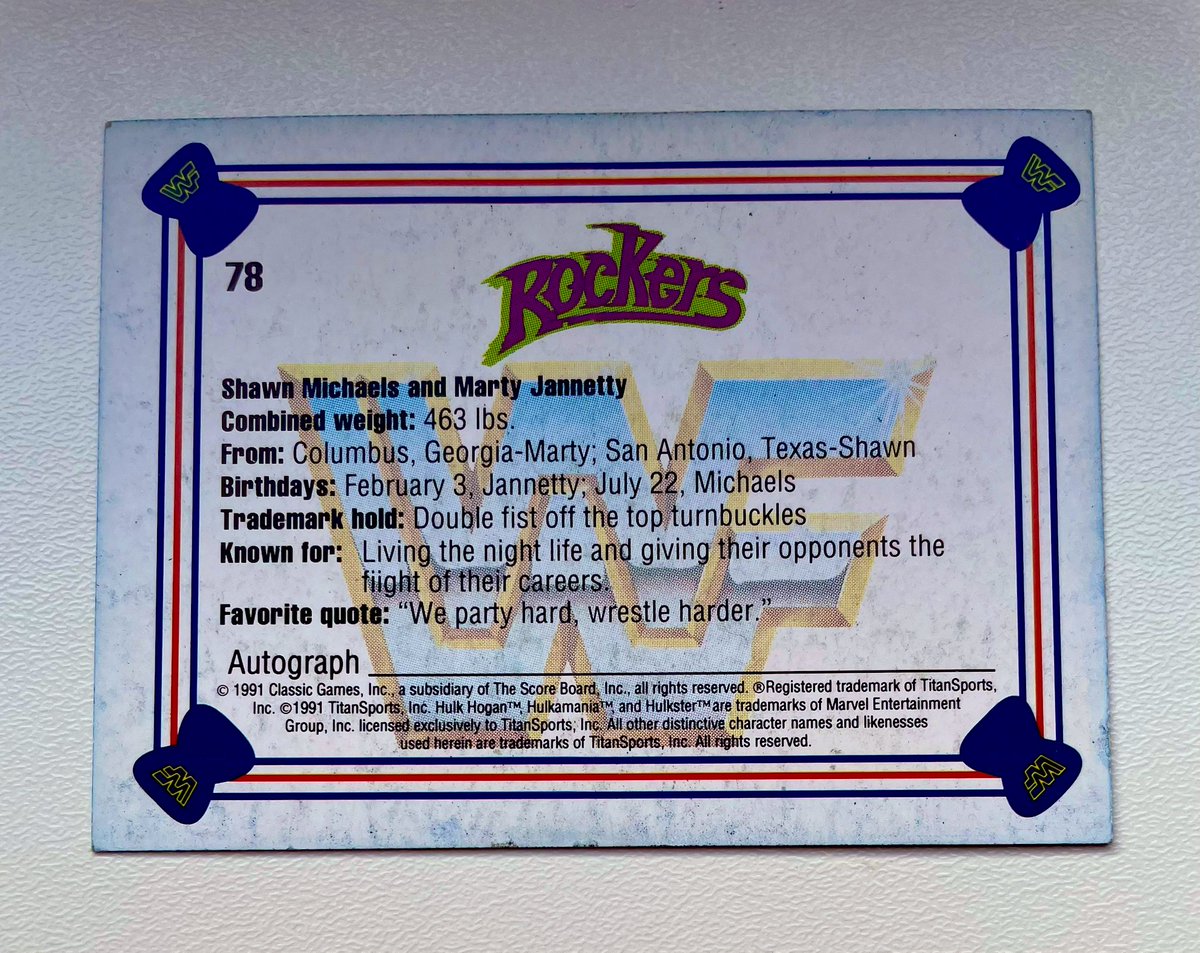 WF
WF
78
Rockers
Shawn Michaels and Marty Jannetty
Combined weight: 463 lbs.
From: Columbus, Georgia-Marty; San Antonio, Texas-Shawn
Birthdays: February 3, Jannetty; July 22, Michaels
Trademark hold: Double fist off the top turnbuckles
Known for: Living the night life and giving their opponents the
fiight of their careers.
Favorite quote: “We party hard, wrestle harder.”
Autograph
© 1991 Classic Games, Inc., a subsidiary of The Score Board, Inc., all rights reserved. ®Registered trademark of TitanSports,
Inc. ©1991 TitanSports, Inc. Hulk Hogan™, Hulkamania™, and Hulkster™ are trademarks of Marvel Entertainment
Group, Inc. licensed exclusively to TitanSports, Inc. All other distinctive character names and likenesses
used herein are trademarks of TitanSports, Inc. All rights reserved.
WF
WF
WF